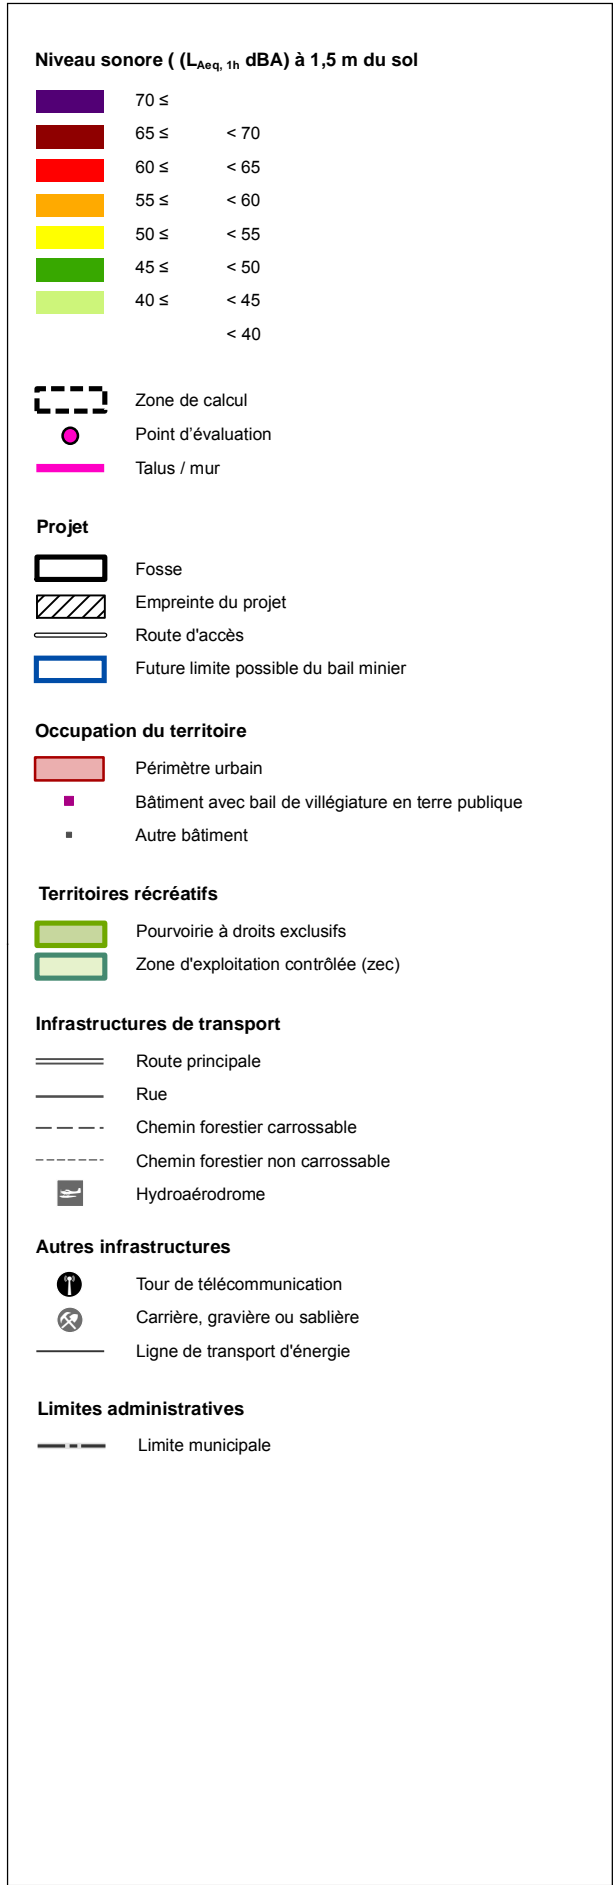 Niveau sonore ( (LAeq, 1h dBA) à 1,5 m du sol
70 ≤
65 ≤ < 70
60 ≤ < 65
55 ≤ < 60
50 ≤ < 55
45 ≤ < 50
40 ≤ < 45
< 40
Zone de calcul
Point d'évaluation
Talus / mur
Projet
Fosse
Empreinte du projet
Route d'accès
Future limite possible du bail minier
Occupation du territoire
Périmètre urbain
Bâtiment avec bail de villégiature en terre publique
Autre bâtiment
Territoires récréatifs
Pourvoirie à droits exclusifs
Zone d'exploitation contrôlée (zec)
Infrastructures de transport
Route principale
Rue
Chemin forestier carrossable
Chemin forestier non carrossable
Hydroaérodrome
Autres infrastructures
Tour de télécommunication
Carrière, gravière ou sablière
Ligne de transport d'énergie
Limites administratives
Limite municipale